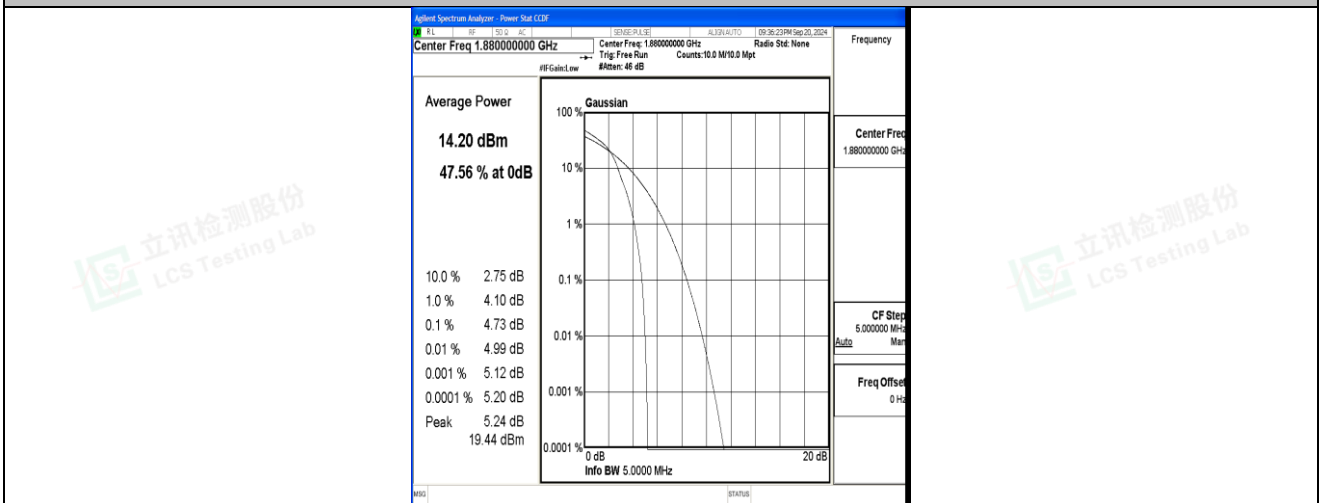 Agilent Spectrum Analyzer - Power Stat CCDF
RL RF 50 Ω AC SENSE:PULSE ALIGN AUTO 09:36:23 PM Sep 20, 2024
Center Freq 1.880000000 GHz
Center Freq: 1.880000000 GHz Radio Std: None
Trig: Free Run Counts:10.0 M/10.0 Mpt
#IFGain:Low #Atten: 46 dB
Frequency
Average Power
14.20 dBm
47.56 % at 0dB
10.0 % 2.75 dB
1.0 % 4.10 dB
0.1 % 4.73 dB
0.01 % 4.99 dB
0.001 % 5.12 dB
0.0001 % 5.20 dB
Peak 5.24 dB
19.44 dBm
Gaussian
100 %
10 %
1 %
0.1 %
0.01 %
0.001 %
0.0001 %
0 dB 20 dB
Info BW 5.0000 MHz
Center Freq
1.880000000 GHz
CF Step
5.000000 MHz
Auto Man
Freq Offset
0 Hz
MSG STATUS
立讯检测股份
LCS Testing Lab
立讯检测股份
LCS Testing Lab